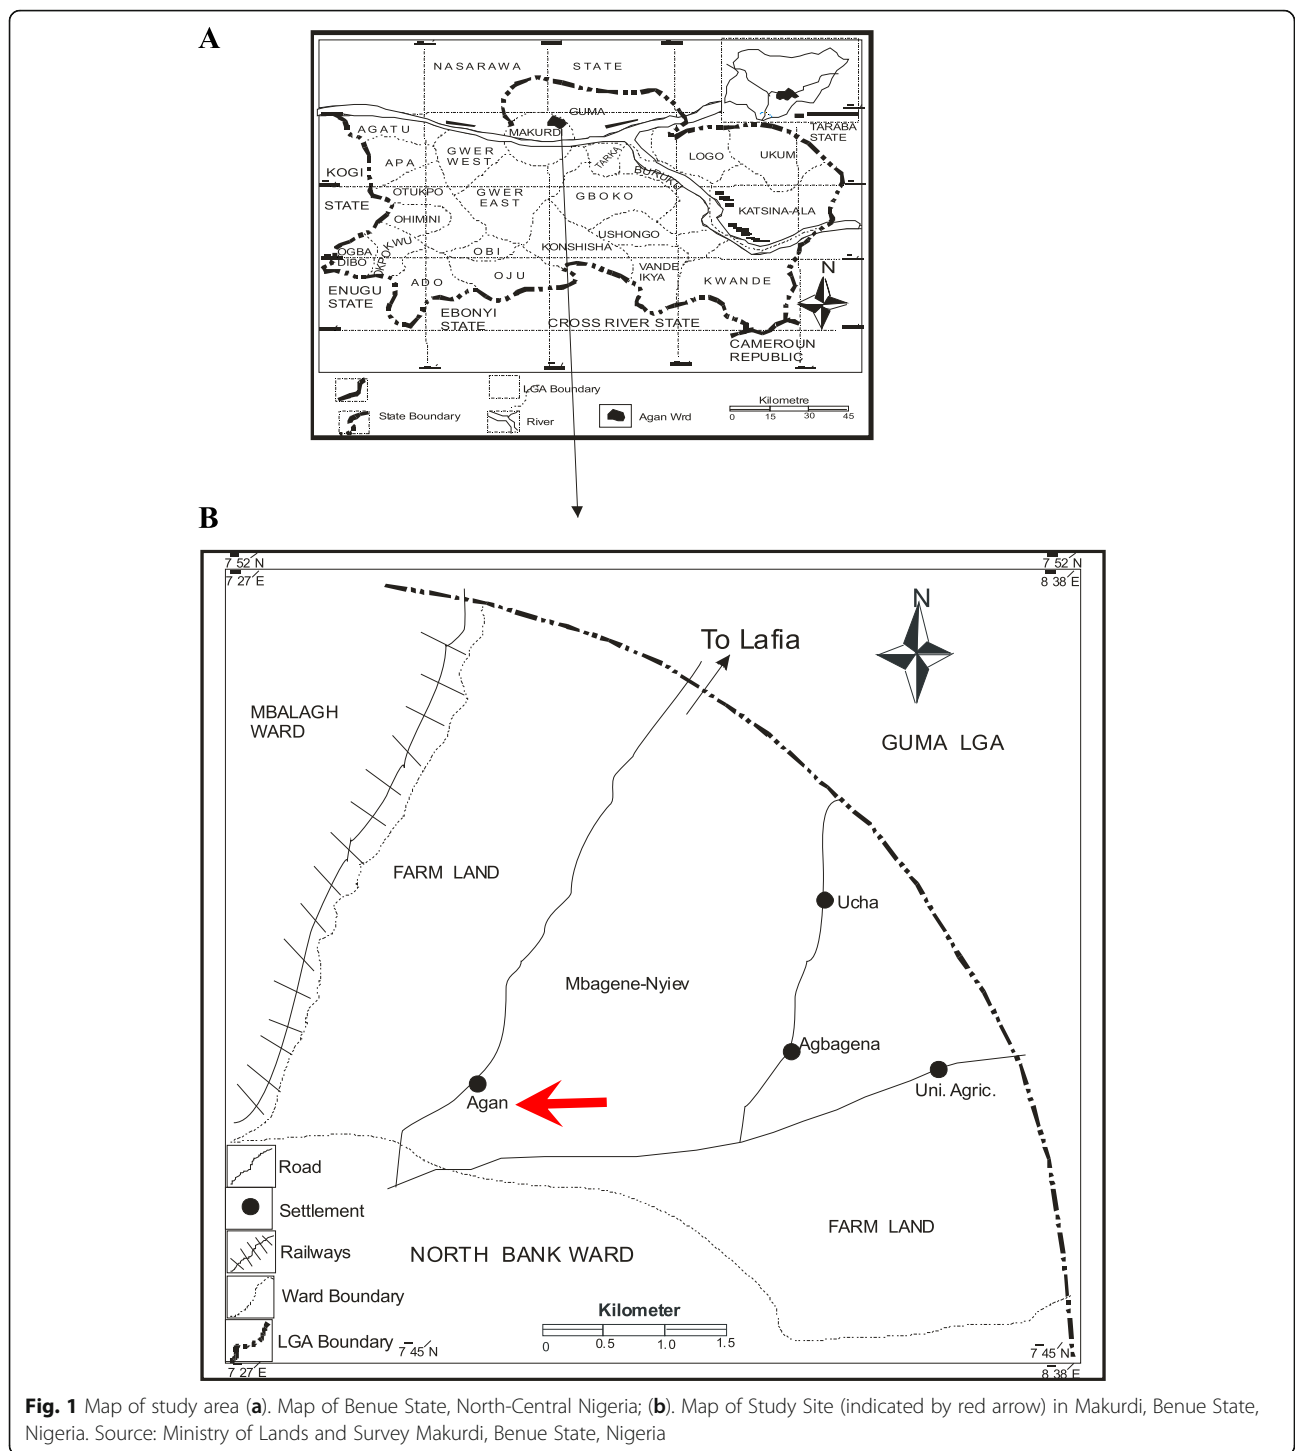 A
NASARAWA STATE
GUMA
MAKURD
AGATU
TARABA
STATE
GWER
WEST
TARKA
LOGO
UKUM
APA
BURUKU
KOGI
STATE
OTUKPO
GWER
EAST
GBOKO
KATSINA-ALA
OHIMINI
USHONGO
OKPOKWU
OGBA
DIBO
OBI
KONSHISHA
VANDE
IKYA
KWANDE
N
ADO
OJU
ENUGU
STATE
EBONYI
STATE
CROSS RIVER STATE
CAMEROUN
REPUBLIC
LGA Boundary
State Boundary
River
Agan Wrd
Kilometre
0 15 30 45
B
7 52 N
7 27 E
7 52 N
8 38 E
N
To Lafia
MBALAGH
WARD
GUMA LGA
FARM LAND
Ucha
Mbagene-Nyiev
Agbagena
Uni. Agric.
Agan
Road
Settlement
Railways
Ward Boundary
LGA Boundary
NORTH BANK WARD
FARM LAND
Kilometer
0 0.5 1.0 1.5
7 45 N
7 27 E
7 45 N
8 38 E
Fig. 1 Map of study area (a). Map of Benue State, North-Central Nigeria; (b). Map of Study Site (indicated by red arrow) in Makurdi, Benue State,
Nigeria. Source: Ministry of Lands and Survey Makurdi, Benue State, Nigeria